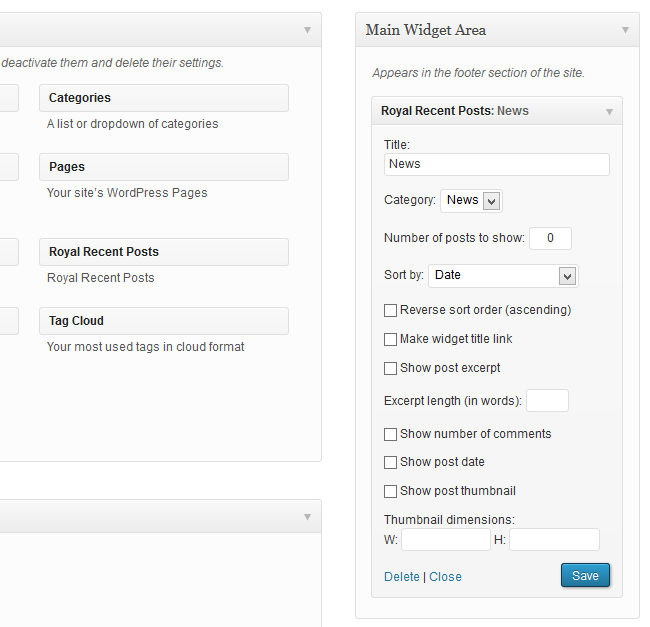 deactivate them and delete their settings.
Categories
A list or dropdown of categories
Pages
Your site's WordPress Pages
Royal Recent Posts
Royal Recent Posts
Tag Cloud
Your most used tags in cloud format
Main Widget Area
Appears in the footer section of the site.
Royal Recent Posts: News
Title:
News
Category: News
Number of posts to show: 0
Sort by: Date
Reverse sort order (ascending)
Make widget title link
Show post excerpt
Excerpt length (in words):
Show number of comments
Show post date
Show post thumbnail
Thumbnail dimensions:
W: H:
Delete | Close Save